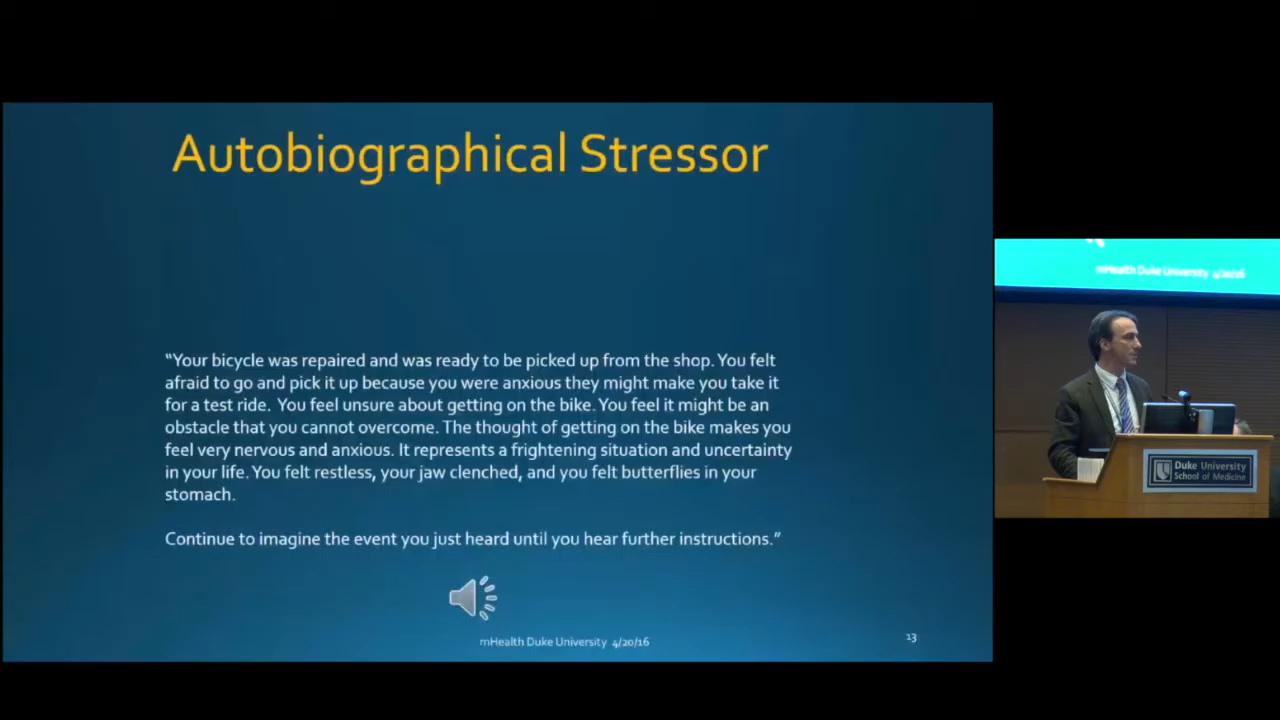 Autobiographical Stressor
“Your bicycle was repaired and was ready to be picked up from the shop. You felt
afraid to go and pick it up because you were anxious they might make you take it
for a test ride.  You feel unsure about getting on the bike. You feel it might be an
obstacle that you cannot overcome. The thought of getting on the bike makes you
feel very nervous and anxious. It represents a frightening situation and uncertainty
in your life. You felt restless, your jaw clenched, and you felt butterflies in your
stomach.
Continue to imagine the event you just heard until you hear further instructions.”
mHealth Duke University  4/20/16
13
mHealth Duke University  4/20/16
Duke University
School of Medicine